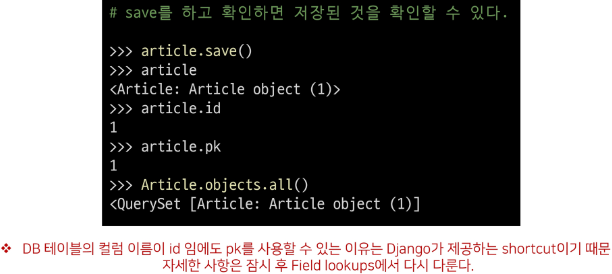 # save를 하고 확인하면 저장된 것을 확인할 수 있다.
>>> article.save()
>>> article
<Article: Article object (1)>
>>> article.id
1
>>> article.pk
1
>>> Article.objects.all()
<QuerySet [Article: Article object (1)]
❖ DB 테이블의 컬럼 이름이 id 임에도 pk를 사용할 수 있는 이유는 Django가 제공하는 shortcut이기 때문
자세한 사항은 잠시 후 Field lookups에서 다시 다룬다.